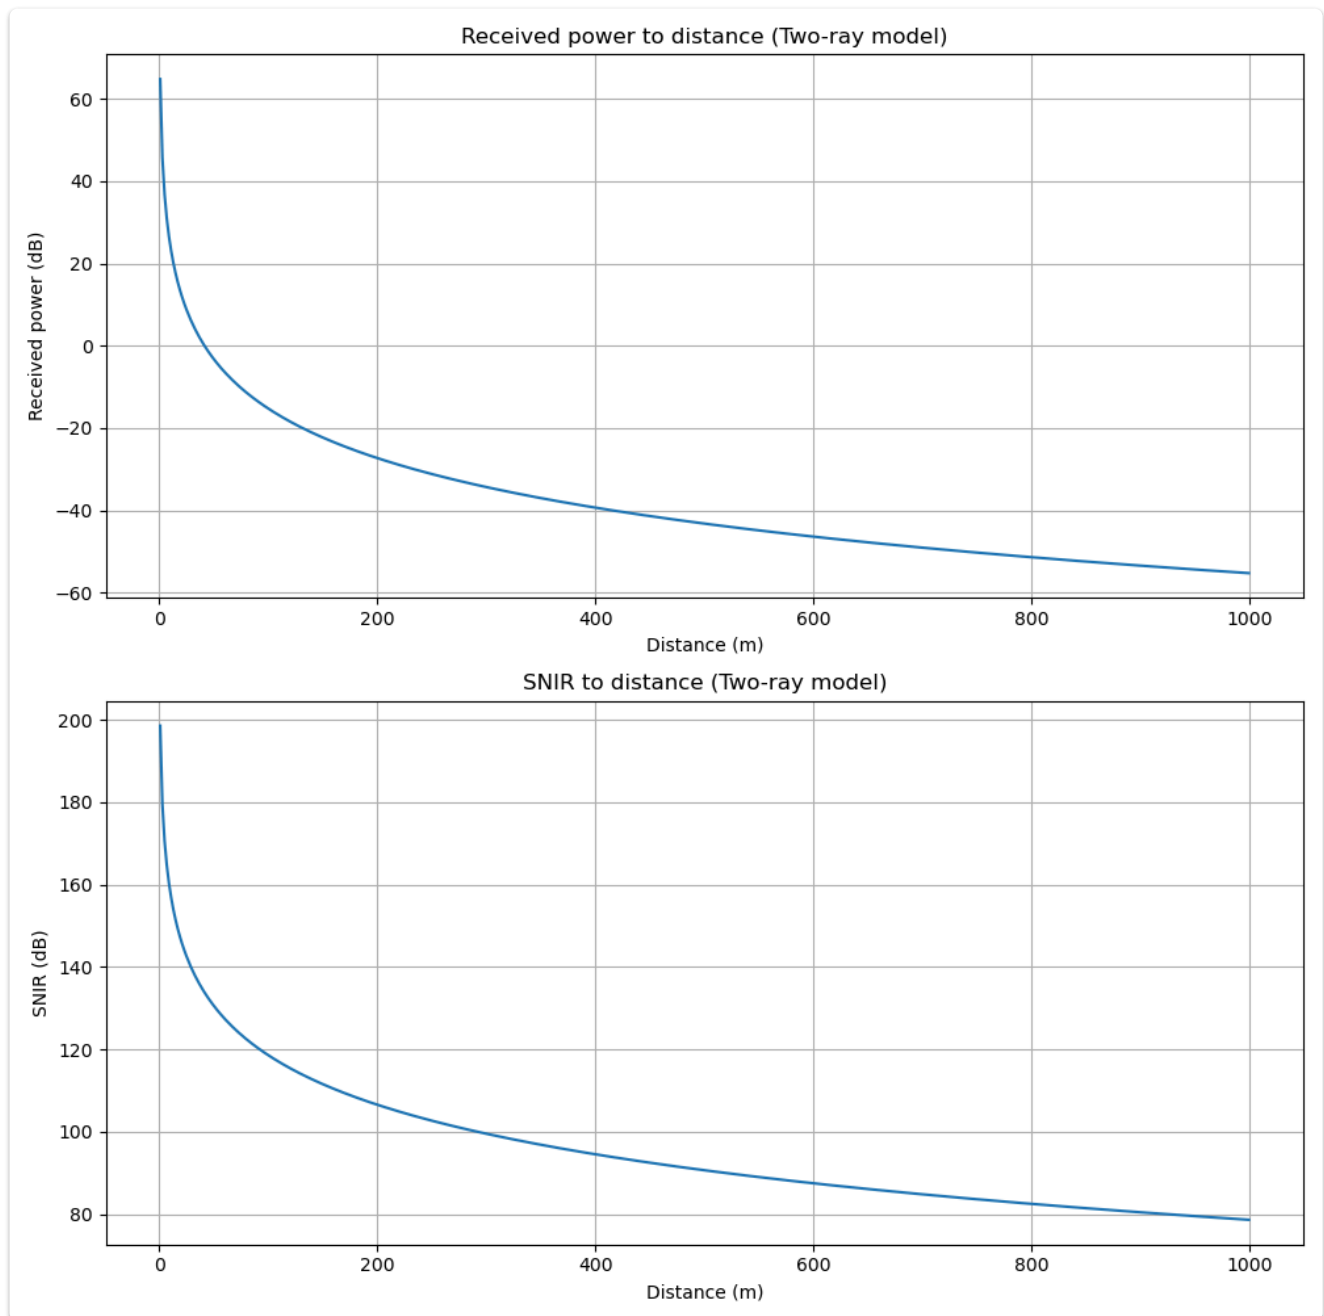 Received power to distance (Two-ray model)
60
40
20
0
−20
−40
−60
Received power (dB)
0 200 400 600 800 1000
Distance (m)
SNIR to distance (Two-ray model)
200
180
160
140
120
100
80
SNIR (dB)
0 200 400 600 800 1000
Distance (m)